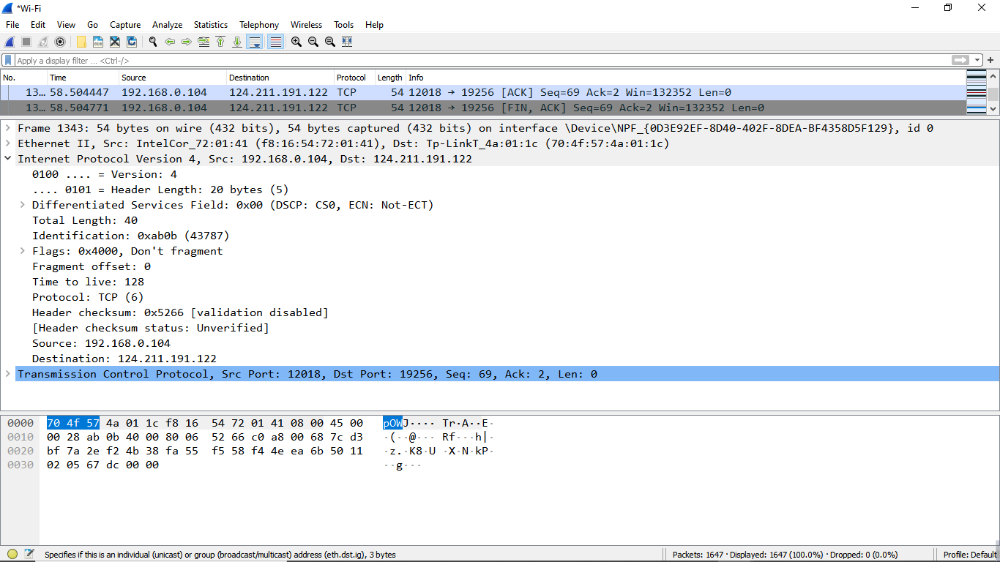 *Wi-Fi
File Edit View Go Capture Analyze Statistics Telephony Wireless Tools Help
Apply a display filter ... <Ctrl-/>
+
No. Time Source Destination Protocol Length Info
13… 58.504447 192.168.0.104 124.211.191.122 TCP 54 12018 → 19256 [ACK] Seq=69 Ack=2 Win=132352 Len=0
13… 58.504771 192.168.0.104 124.211.191.122 TCP 54 12018 → 19256 [FIN, ACK] Seq=69 Ack=2 Win=132352 Len=0
Frame 1343: 54 bytes on wire (432 bits), 54 bytes captured (432 bits) on interface \Device\NPF_{0D3E92EF-8D40-402F-8DEA-BF4358D5F129}, id 0
Ethernet II, Src: IntelCor_72:01:41 (f8:16:54:72:01:41), Dst: Tp-LinkT_4a:01:1c (70:4f:57:4a:01:1c)
Internet Protocol Version 4, Src: 192.168.0.104, Dst: 124.211.191.122
0100 .... = Version: 4
.... 0101 = Header Length: 20 bytes (5)
Differentiated Services Field: 0x00 (DSCP: CS0, ECN: Not-ECT)
Total Length: 40
Identification: 0xab0b (43787)
Flags: 0x4000, Don't fragment
Fragment offset: 0
Time to live: 128
Protocol: TCP (6)
Header checksum: 0x5266 [validation disabled]
[Header checksum status: Unverified]
Source: 192.168.0.104
Destination: 124.211.191.122
Transmission Control Protocol, Src Port: 12018, Dst Port: 19256, Seq: 69, Ack: 2, Len: 0
0000 70 4f 57 4a 01 1c f8 16 54 72 01 41 08 00 45 00 pOWJ···· Tr·A··E·
0010 00 28 ab 0b 40 00 80 06 52 66 c0 a8 00 68 7c d3 ·(··@··· Rf···h|·
0020 bf 7a 2e f2 4b 38 fa 55 f5 58 f4 4e ea 6b 50 11 ·z.·K8·U ·X·N·kP·
0030 02 05 67 dc 00 00 ··g···
Specifies if this is an individual (unicast) or group (broadcast/multicast) address (eth.dst.ig), 3 bytes
Packets: 1647 · Displayed: 1647 (100.0%) · Dropped: 0 (0.0%)
Profile: Default